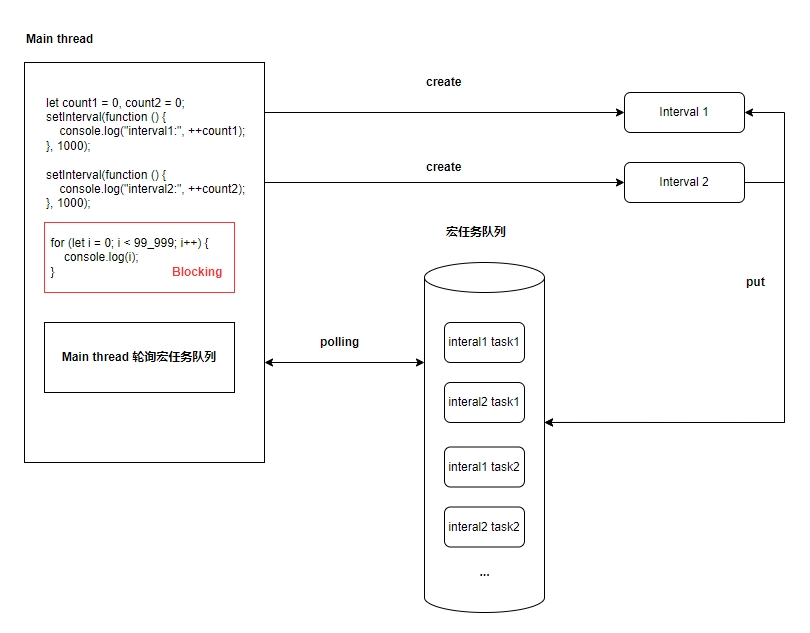 Main thread
let count1 = 0, count2 = 0;
setInterval(function () {
console.log("interval1:", ++count1);
}, 1000);
setInterval(function () {
console.log("interval2:", ++count2);
}, 1000);
for (let i = 0; i < 99_999; i++) {
console.log(i);
}
Blocking
Main thread 轮询宏任务队列
create
Interval 1
create
Interval 2
宏任务队列
put
polling
interal1 task1
interal2 task1
interal1 task2
interal2 task2
...